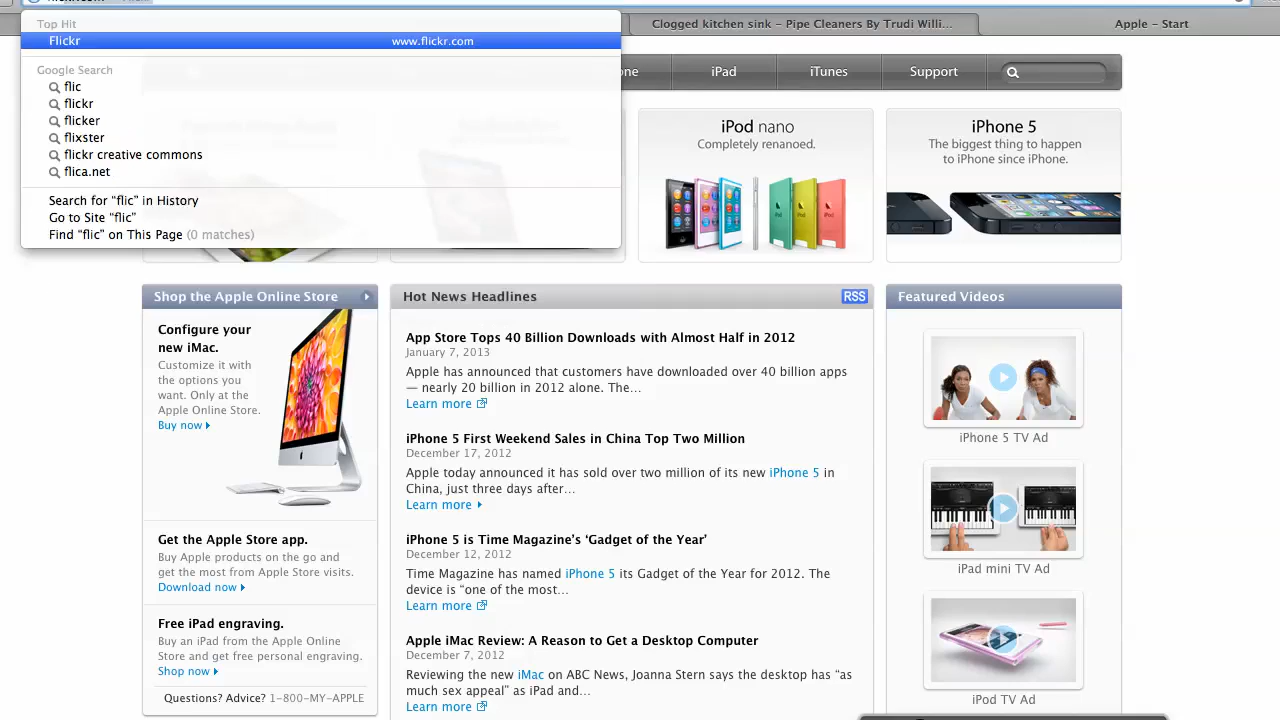 Top Hit
Flickr www.flickr.com
Google Search
flic
flickr
flicker
flixster
flickr creative commons
flica.net
Search for “flic” in History
Go to Site “flic”
Find “flic” on This Page (0 matches)
Clogged kitchen sink – Pipe Cleaners By Trudi Willi...
Apple – Start
one
iPad
iTunes
Support
iPod nano
Completely renanoed.
iPhone 5
The biggest thing to happen
to iPhone since iPhone.
Shop the Apple Online Store
Configure your
new iMac.
Customize it with
the options you
want. Only at the
Apple Online Store.
Buy now
Get the Apple Store app.
Buy Apple products on the go and
get the most from Apple Store visits.
Download now
Free iPad engraving.
Buy an iPad from the Apple Online
Store and get free personal engraving.
Shop now
Questions? Advice? 1-800-MY-APPLE
Hot News Headlines
RSS
App Store Tops 40 Billion Downloads with Almost Half in 2012
January 7, 2013
Apple has announced that customers have downloaded over 40 billion apps
— nearly 20 billion in 2012 alone. The...
Learn more
iPhone 5 First Weekend Sales in China Top Two Million
December 17, 2012
Apple today announced it has sold over two million of its new iPhone 5 in
China, just three days after...
Learn more
iPhone 5 is Time Magazine’s ‘Gadget of the Year’
December 12, 2012
Time Magazine has named iPhone 5 its Gadget of the Year for 2012. The
device is “one of the most...
Learn more
Apple iMac Review: A Reason to Get a Desktop Computer
December 7, 2012
Reviewing the new iMac on ABC News, Joanna Stern says the desktop has “as
much sex appeal” as iPad and...
Learn more
Featured Videos
iPhone 5 TV Ad
iPad mini TV Ad
iPod TV Ad